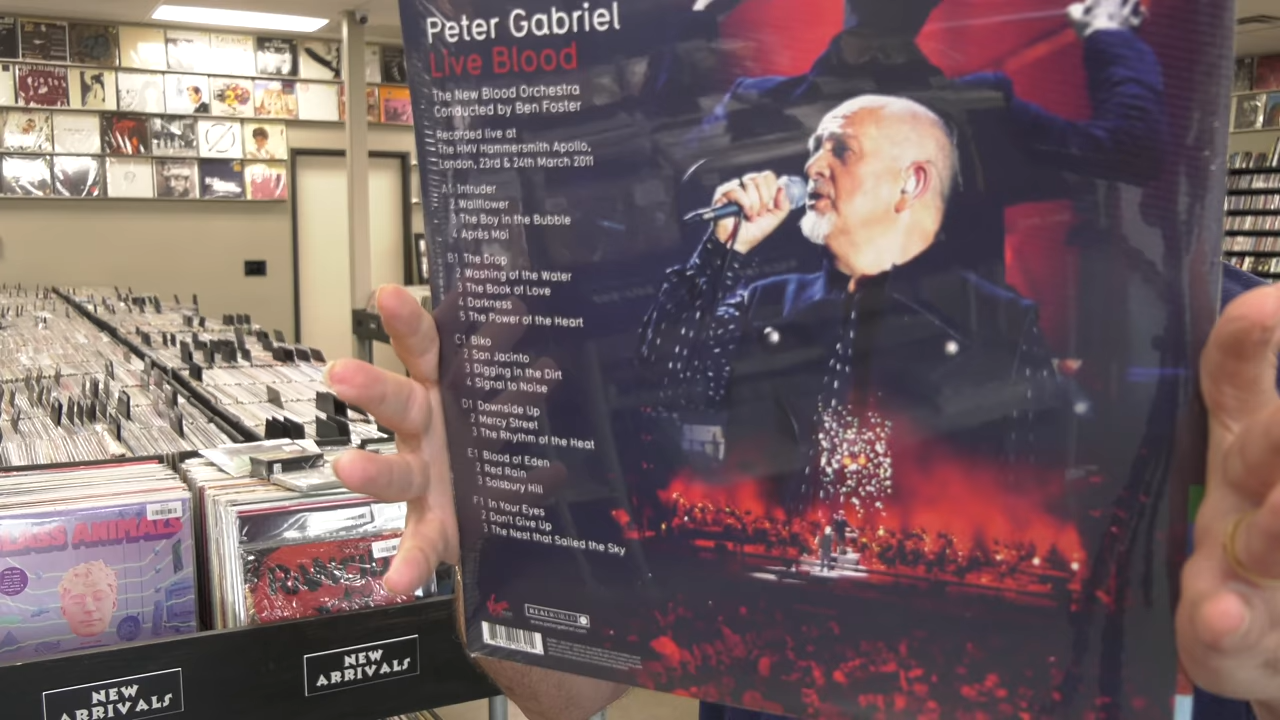 Peter Gabriel
Live Blood
The New Blood Orchestra
Conducted by Ben Foster
Recorded live at
The HMV Hammersmith Apollo,
London, 23rd & 24th March 2011
A1 Intruder
2 Wallflower
3 The Boy in the Bubble
4 Après Moi
B1 The Drop
2 Washing of the Water
3 The Book of Love
4 Darkness
5 The Power of the Heart
C1 Biko
2 San Jacinto
3 Digging in the Dirt
4 Signal to Noise
D1 Downside Up
2 Mercy Street
3 The Rhythm of the Heat
E1 Blood of Eden
2 Red Rain
3 Solsbury Hill
F1 In Your Eyes
2 Don't Give Up
3 The Nest that Sailed the Sky
REALWORLD
www.petergabriel.com
LASS ANIMALS
NEW
ARRIVALS
NEW
ARRIVALS